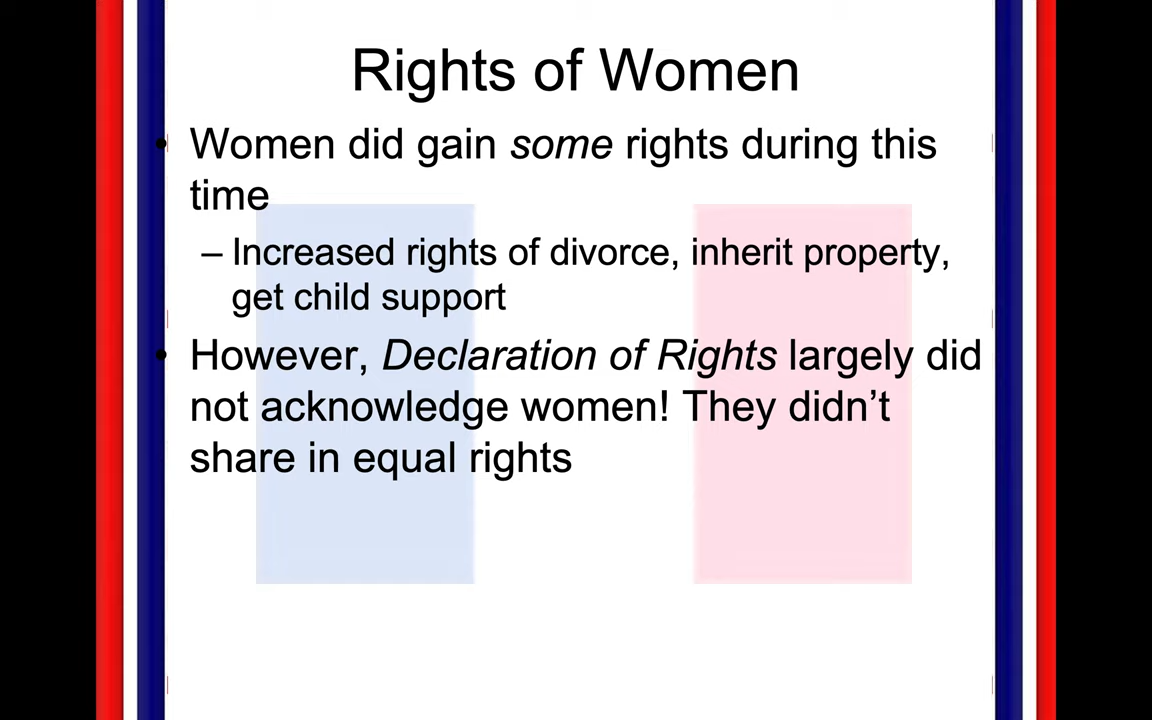 Rights of Women
• Women did gain some rights during this
time
– Increased rights of divorce, inherit property,
get child support
• However, Declaration of Rights largely did
not acknowledge women! They didn’t
share in equal rights